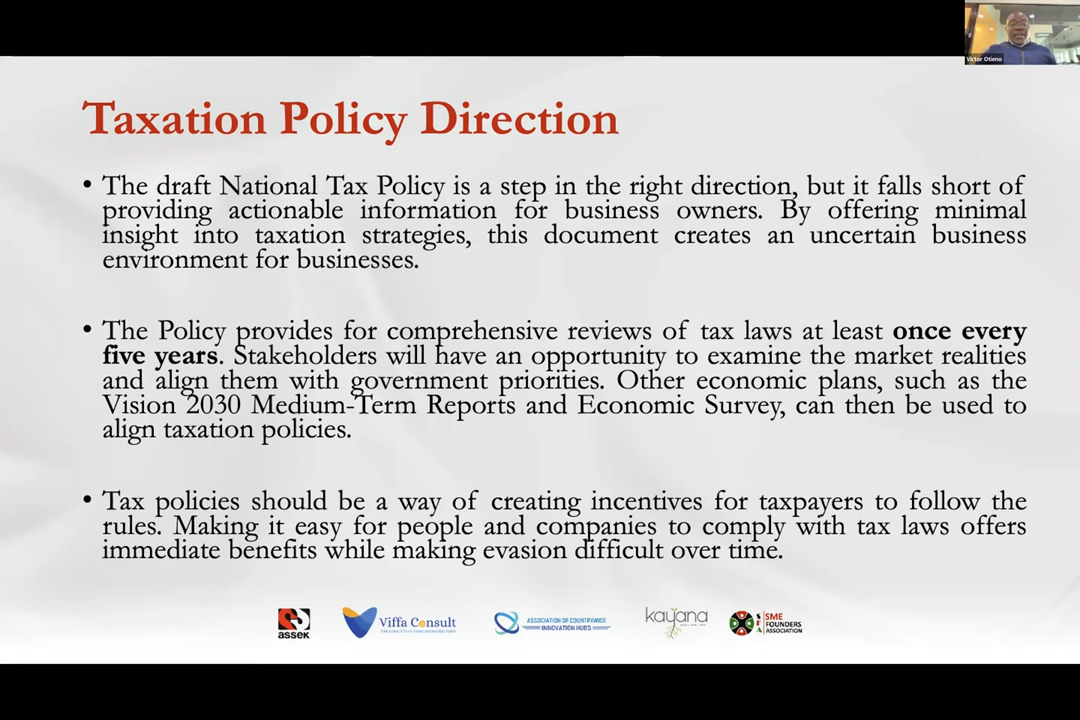 Victor Otieno
Taxation Policy Direction
• The draft National Tax Policy is a step in the right direction, but it falls short of
providing actionable information for business owners. By offering minimal
insight into taxation strategies, this document creates an uncertain business
environment for businesses.
• The Policy provides for comprehensive reviews of tax laws at least once every
five years. Stakeholders will have an opportunity to examine the market realities
and align them with government priorities. Other economic plans, such as the
Vision 2030 Medium-Term Reports and Economic Survey, can then be used to
align taxation policies.
• Tax policies should be a way of creating incentives for taxpayers to follow the
rules. Making it easy for people and companies to comply with tax laws offers
immediate benefits while making evasion difficult over time.
assek
Viffa Consult
ASSOCIATION OF COUNTRYWIDE
INNOVATION HUBS
kayana
SFA
SME
FOUNDERS
ASSOCIATION